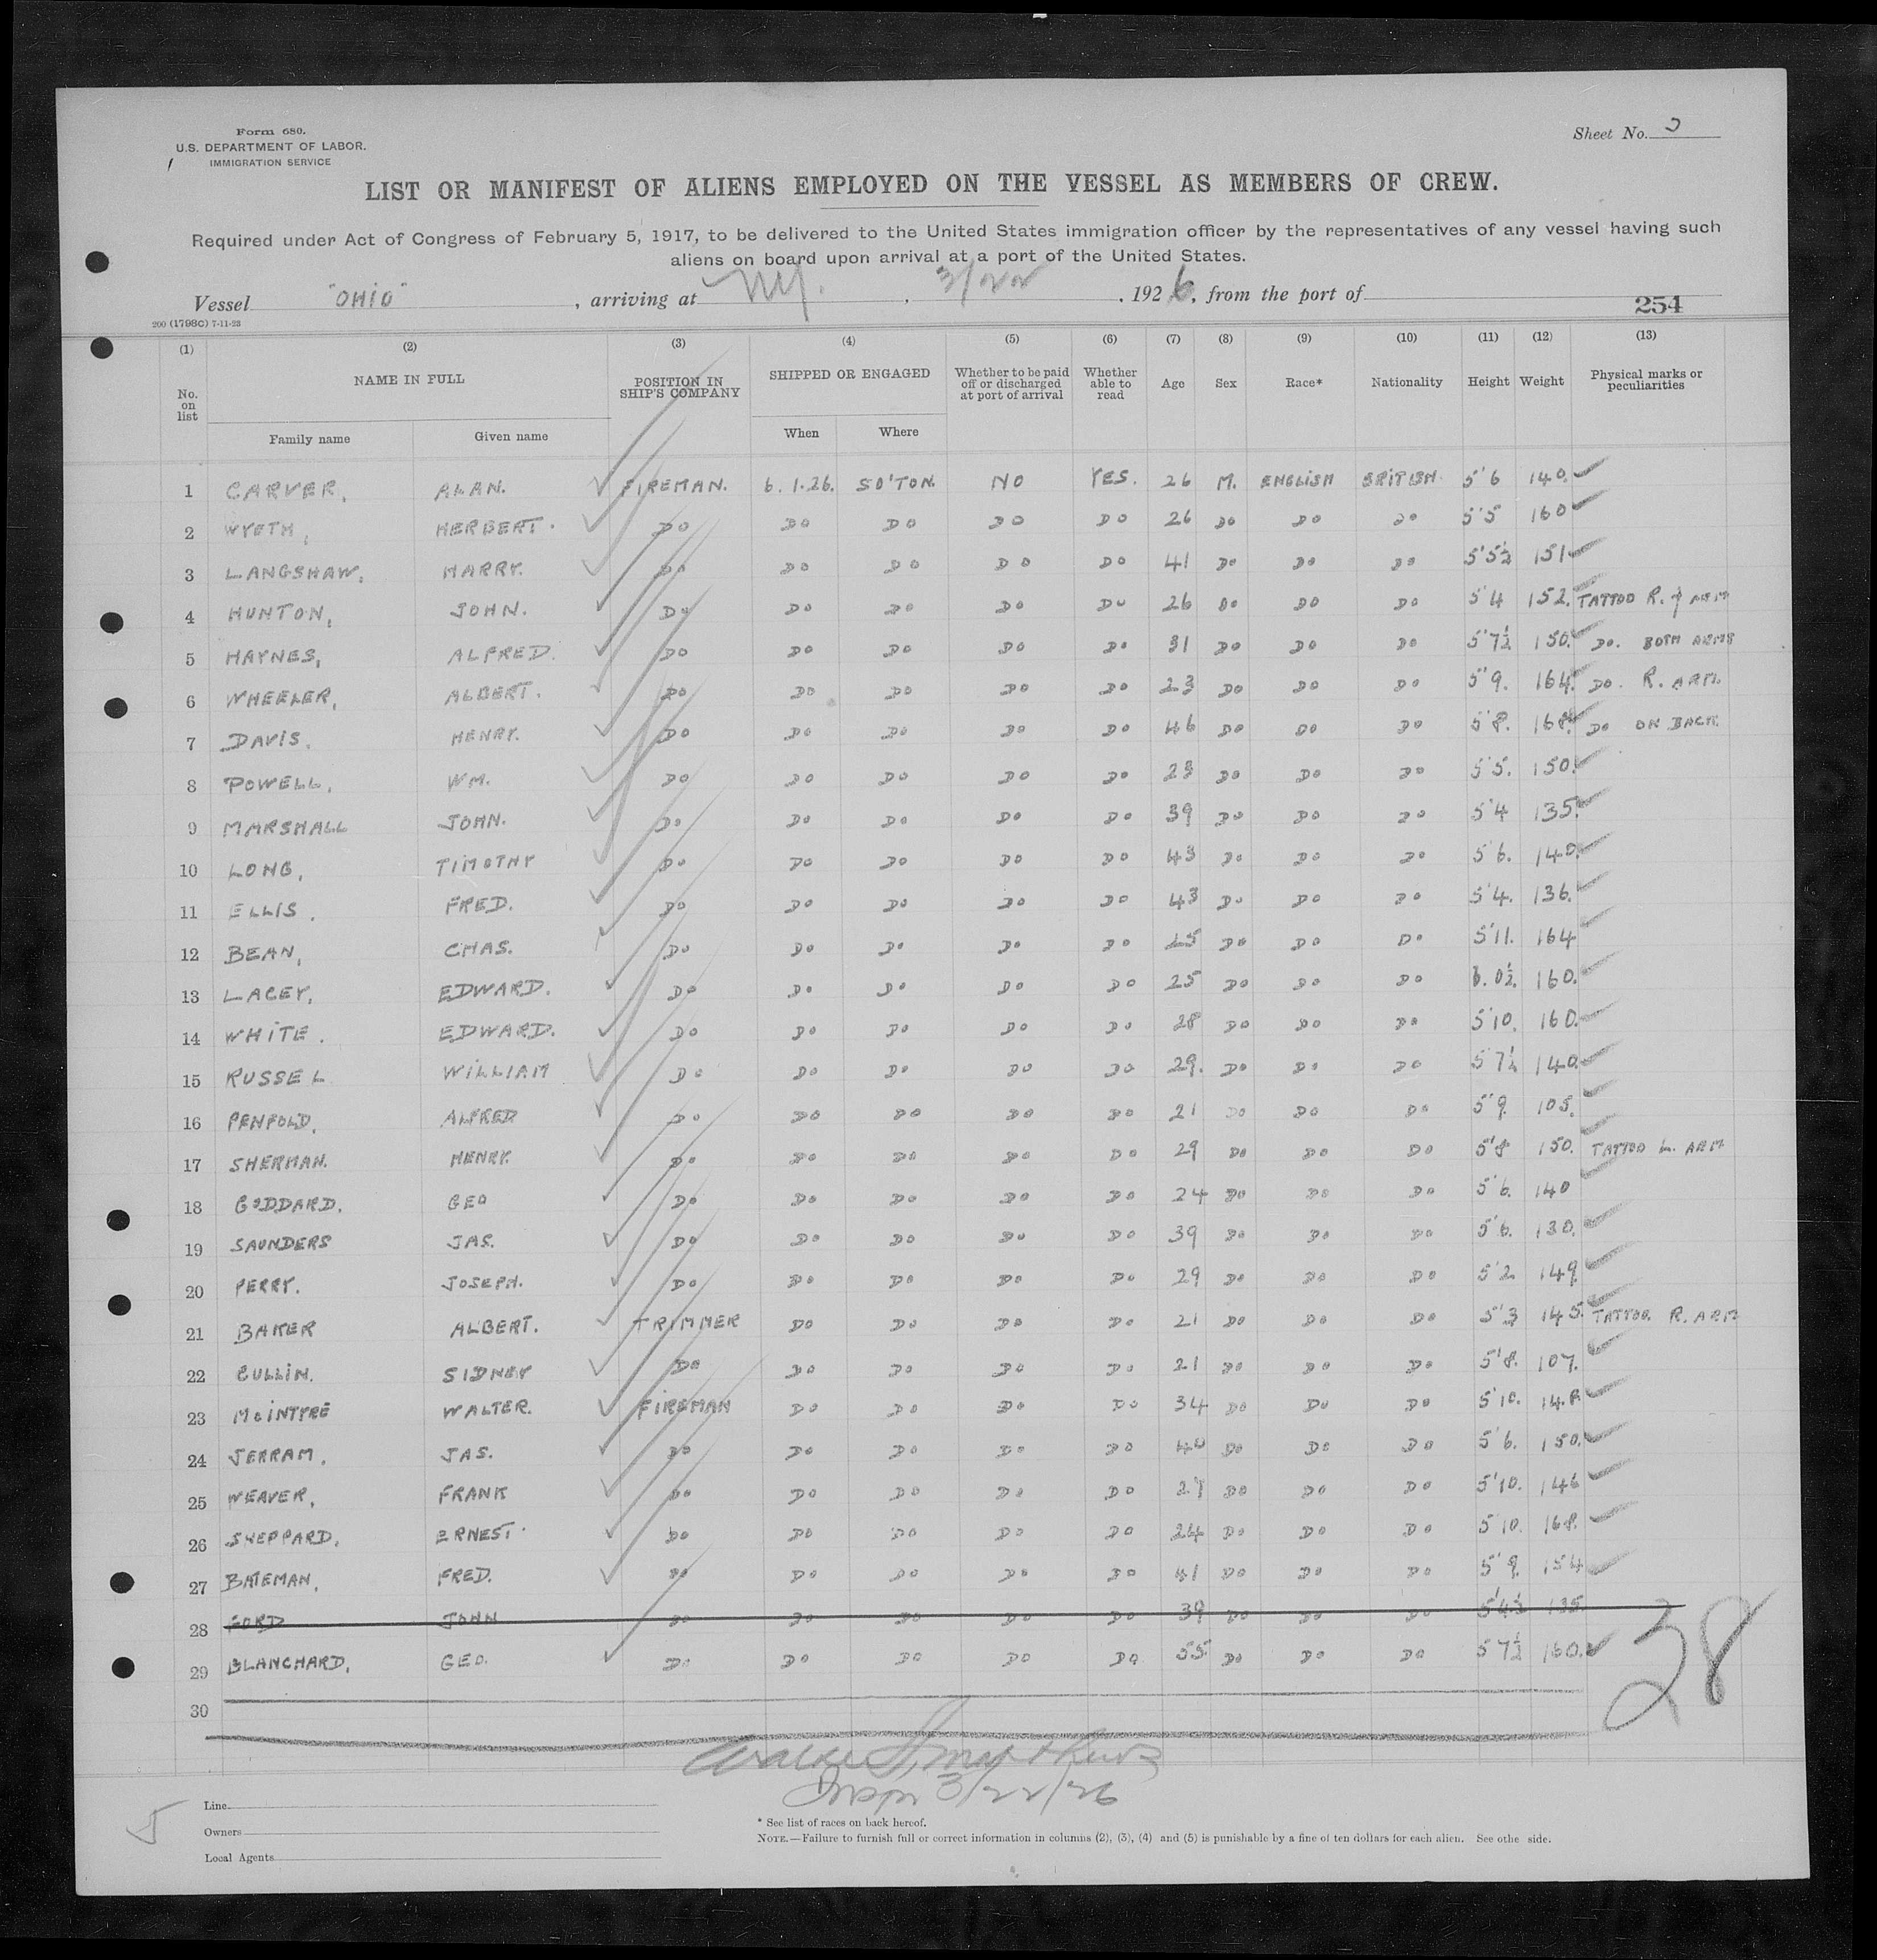 Form 680.
U.S. DEPARTMENT OF LABOR.
IMMIGRATION SERVICE
Sheet No.
LIST OR MANIFEST OF ALIENS EMPLOYED ON THE VESSEL AS MEMBERS OF CREW.
Required under Act of Congress of February 5, 1917, to be delivered to the United States immigration officer by the representatives of any vessel having such
aliens on board upon arrival at a port of the United States.
Vessel "OHIO", arriving at NY. 3/22, 1926, from the port of
200 (1798C) 7-11-23
254
(1) (2) (3) (4) (5) (6) (7) (8) (9) (10) (11) (12) (13)
No. on list NAME IN FULL POSITION IN SHIP'S COMPANY SHIPPED OR ENGAGED Whether to be paid off or discharged at port of arrival Whether able to read Age Sex Race* Nationality Height Weight Physical marks or peculiarities
Family name Given name When Where
1 CARVER, ALAN. FIREMAN. 6.1.26. SO'TON. NO YES. 26 M. ENGLISH BRITISH 5'6 140.
2 WYETH, HERBERT. DO DO DO DO DO 26 DO DO DO 5'5 160
3 LANGSHAW, HARRY. DO DO DO DO DO 41 DO DO DO 5'5½ 151
4 HUNTON, JOHN. DO DO DO DO DO 26 DO DO DO 5'4 152. TATTOO R. ARM
5 HAYNES, ALFRED. DO DO DO DO DO 31 DO DO DO 5'7½ 150. DO. BOTH ARMS
6 WHEELER, ALBERT. DO DO DO DO DO 23 DO DO DO 5'9. 164. DO. R. ARM.
7 DAVIS. HENRY. DO DO DO DO DO 46 DO DO DO 5'8. 168. DO ON BACK
8 POWELL, WM. DO DO DO DO DO 23 DO DO DO 5'5. 150.
9 MARSHALL JOHN. DO DO DO DO DO 39 DO DO DO 5'4 135.
10 LONG, TIMOTHY DO DO DO DO DO 43 DO DO DO 5'6. 140.
11 ELLIS. FRED. DO DO DO DO DO 43 DO DO DO 5'4. 136.
12 BEAN, CHAS. DO DO DO DO DO 25 DO DO DO 5'11. 164
13 LACEY, EDWARD. DO DO DO DO DO 25 DO DO DO 6.0½. 160.
14 WHITE. EDWARD. DO DO DO DO DO 28 DO DO DO 5'10. 160.
15 RUSSEL WILLIAM DO DO DO DO DO 29. DO DO DO 5'7½ 140.
16 PENFOLD. ALFRED DO DO DO DO DO 21 DO DO DO 5'9. 105.
17 SHERMAN. HENRY. DO DO DO DO DO 29 DO DO DO 5'8 150. TATTOO L. ARM
18 GODDARD. GEO DO DO DO DO DO 24 DO DO DO 5'6. 140
19 SAUNDERS JAS. DO DO DO DO DO 39 DO DO DO 5'6. 130.
20 PERRY. JOSEPH. DO DO DO DO DO 29 DO DO DO 5'2 149.
21 BAKER ALBERT. TRIMMER DO DO DO DO 21 DO DO DO 5'3 145. TATTOO. R. ARM
22 CULLIN. SIDNEY DO DO DO DO DO 21 DO DO DO 5'8. 107.
23 McINTYRE WALTER. FIREMAN DO DO DO DO 34 DO DO DO 5'10. 148.
24 JERRAM, JAS. DO DO DO DO DO 40 DO DO DO 5'6. 150.
25 WEAVER, FRANK DO DO DO DO DO 27 DO DO DO 5'10. 146
26 SHEPPARD, ERNEST. DO DO DO DO DO 24 DO DO DO 5'10. 168.
27 BATEMAN, FRED. DO DO DO DO DO 41 DO DO DO 5'9. 154
28 FORD JOHN DO DO DO DO DO 39 DO DO DO 5'4½ 135.
29 BLANCHARD, GEO. DO DO DO DO DO 55 DO DO DO 5'7½ 160.
30
28
3/22/26
5
Line
Owners
Local Agents
* See list of races on back hereof.
NOTE.—Failure to furnish full or correct information in columns (2), (3), (4) and (5) is punishable by a fine of ten dollars for each alien. See othe side.